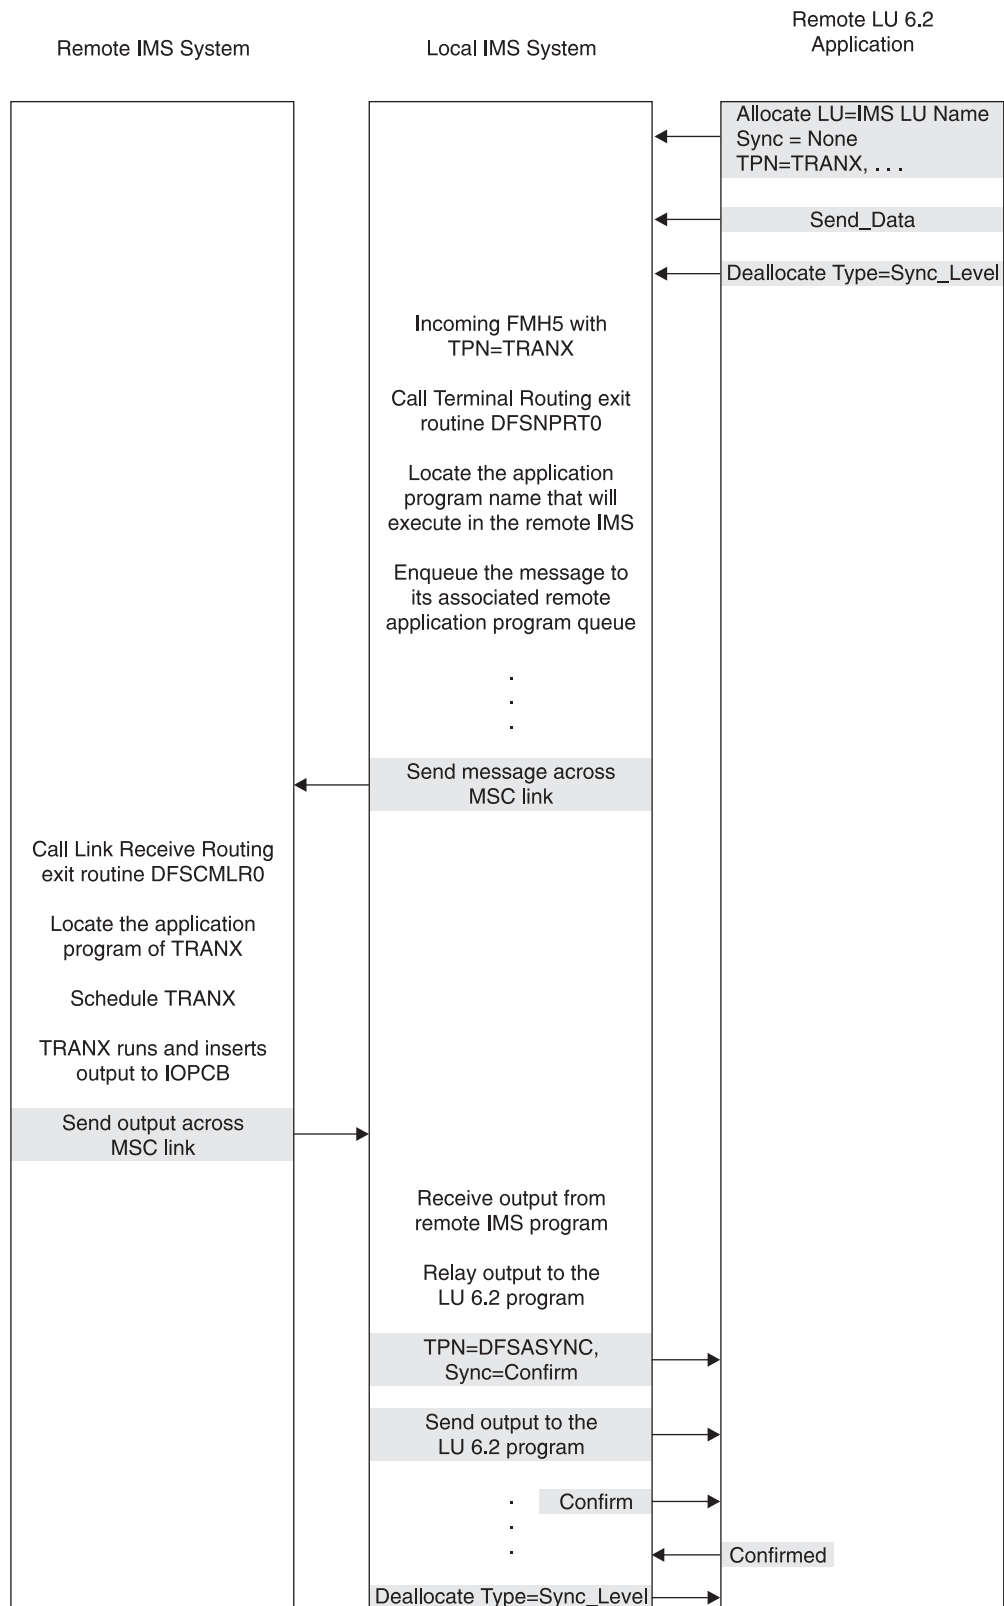 Remote IMS System
Local IMS System
Remote LU 6.2
Application
Allocate LU=IMS LU Name
Sync = None
TPN=TRANX, . . .
Send_Data
Deallocate Type=Sync_Level
Incoming FMH5 with
TPN=TRANX
Call Terminal Routing exit
routine DFSNPRT0
Locate the application
program name that will
execute in the remote IMS
Enqueue the message to
its associated remote
application program queue
.
.
.
Send message across
MSC link
Call Link Receive Routing
exit routine DFSCMLR0
Locate the application
program of TRANX
Schedule TRANX
TRANX runs and inserts
output to IOPCB
Send output across
MSC link
Receive output from
remote IMS program
Relay output to the
LU 6.2 program
TPN=DFSASYNC,
Sync=Confirm
Send output to the
LU 6.2 program
. Confirm
.
.
Confirmed
Deallocate Type=Sync_Level